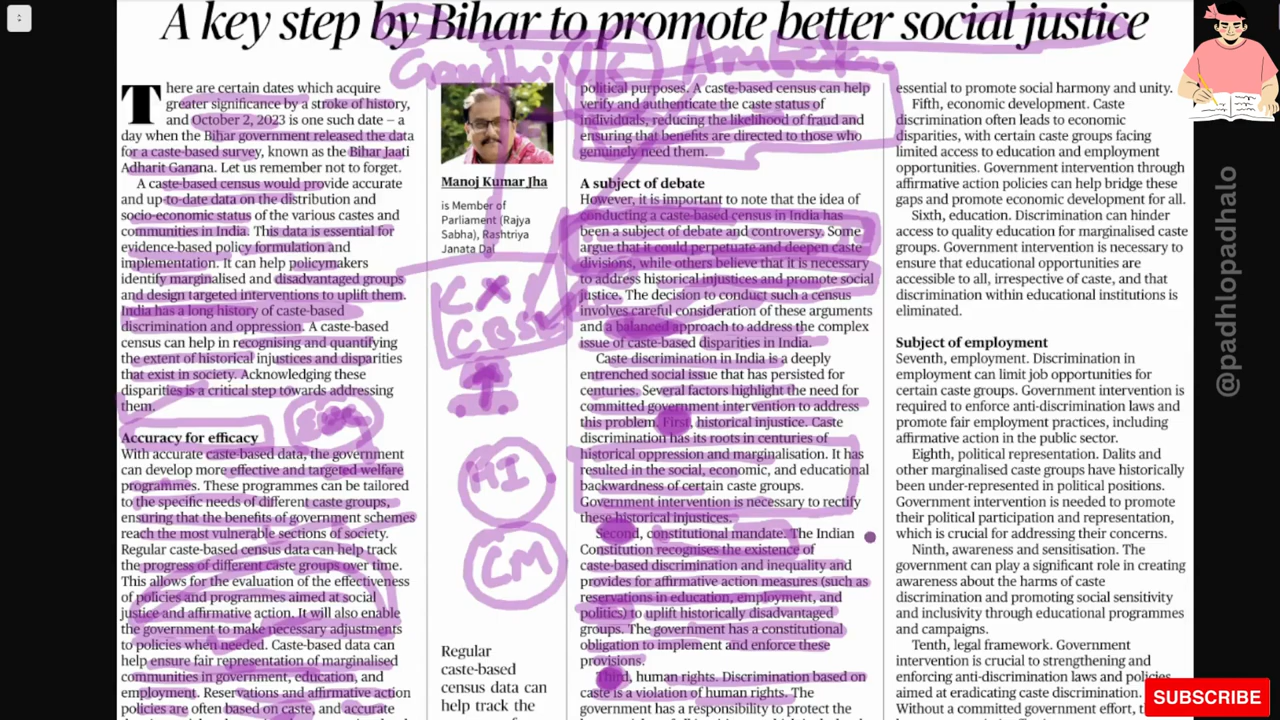 A key step by Bihar to promote better social justice
There are certain dates which acquire
greater significance by a stroke of history,
and October 2, 2023 is one such date – a
day when the Bihar government released the data
for a caste-based survey, known as the Bihar Jaati
Adharit Ganana. Let us remember not to forget.
A caste-based census would provide accurate
and up-to-date data on the distribution and
socio-economic status of the various castes and
communities in India. This data is essential for
evidence-based policy formulation and
implementation. It can help policymakers
identify marginalised and disadvantaged groups
and design targeted interventions to uplift them.
India has a long history of caste-based
discrimination and oppression. A caste-based
census can help in recognising and quantifying
the extent of historical injustices and disparities
that exist in society. Acknowledging these
disparities is a critical step towards addressing
them.
Accuracy for efficacy
With accurate caste-based data, the government
can develop more effective and targeted welfare
programmes. These programmes can be tailored
to the specific needs of different caste groups,
ensuring that the benefits of government schemes
reach the most vulnerable sections of society.
Regular caste-based census data can help track
the progress of different caste groups over time.
This allows for the evaluation of the effectiveness
of policies and programmes aimed at social
justice and affirmative action. It will also enable
the government to make necessary adjustments
to policies when needed. Caste-based data can
help ensure fair representation of marginalised
communities in government, education, and
employment. Reservations and affirmative action
policies are often based on caste, and accurate
Gandhi
Manoj Kumar Jha
is Member of
Parliament (Rajya
Sabha), Rashtriya
Janata Dal
HI
CM
Regular
caste-based
census data can
help track the
political purposes. A caste-based census can help
verify and authenticate the caste status of
individuals, reducing the likelihood of fraud and
ensuring that benefits are directed to those who
genuinely need them.
A subject of debate
However, it is important to note that the idea of
conducting a caste-based census in India has
been a subject of debate and controversy. Some
argue that it could perpetuate and deepen caste
divisions, while others believe that it is necessary
to address historical injustices and promote social
justice. The decision to conduct such a census
involves careful consideration of these arguments
and a balanced approach to address the complex
issue of caste-based disparities in India.
Caste discrimination in India is a deeply
entrenched social issue that has persisted for
centuries. Several factors highlight the need for
committed government intervention to address
this problem. First, historical injustice. Caste
discrimination has its roots in centuries of
historical oppression and marginalisation. It has
resulted in the social, economic, and educational
backwardness of certain caste groups.
Government intervention is necessary to rectify
these historical injustices.
Second, constitutional mandate. The Indian
Constitution recognises the existence of
caste-based discrimination and inequality and
provides for affirmative action measures (such as
reservations in education, employment, and
politics) to uplift historically disadvantaged
groups. The government has a constitutional
obligation to implement and enforce these
provisions.
Third, human rights. Discrimination based on
caste is a violation of human rights. The
government has a responsibility to protect the
essential to promote social harmony and unity.
Fifth, economic development. Caste
discrimination often leads to economic
disparities, with certain caste groups facing
limited access to education and employment
opportunities. Government intervention through
affirmative action policies can help bridge these
gaps and promote economic development for all.
Sixth, education. Discrimination can hinder
access to quality education for marginalised caste
groups. Government intervention is necessary to
ensure that educational opportunities are
accessible to all, irrespective of caste, and that
discrimination within educational institutions is
eliminated.
Subject of employment
Seventh, employment. Discrimination in
employment can limit job opportunities for
certain caste groups. Government intervention is
required to enforce anti-discrimination laws and
promote fair employment practices, including
affirmative action in the public sector.
Eighth, political representation. Dalits and
other marginalised caste groups have historically
been under-represented in political positions.
Government intervention is needed to promote
their political participation and representation,
which is crucial for addressing their concerns.
Ninth, awareness and sensitisation. The
government can play a significant role in creating
awareness about the harms of caste
discrimination and promoting social sensitivity
and inclusivity through educational programmes
and campaigns.
Tenth, legal framework. Government
intervention is crucial to strengthening and
enforcing anti-discrimination laws and policies
aimed at eradicating caste discrimination.
Without a committed government effort,
@padhlopadhalo
SUBSCRIBE